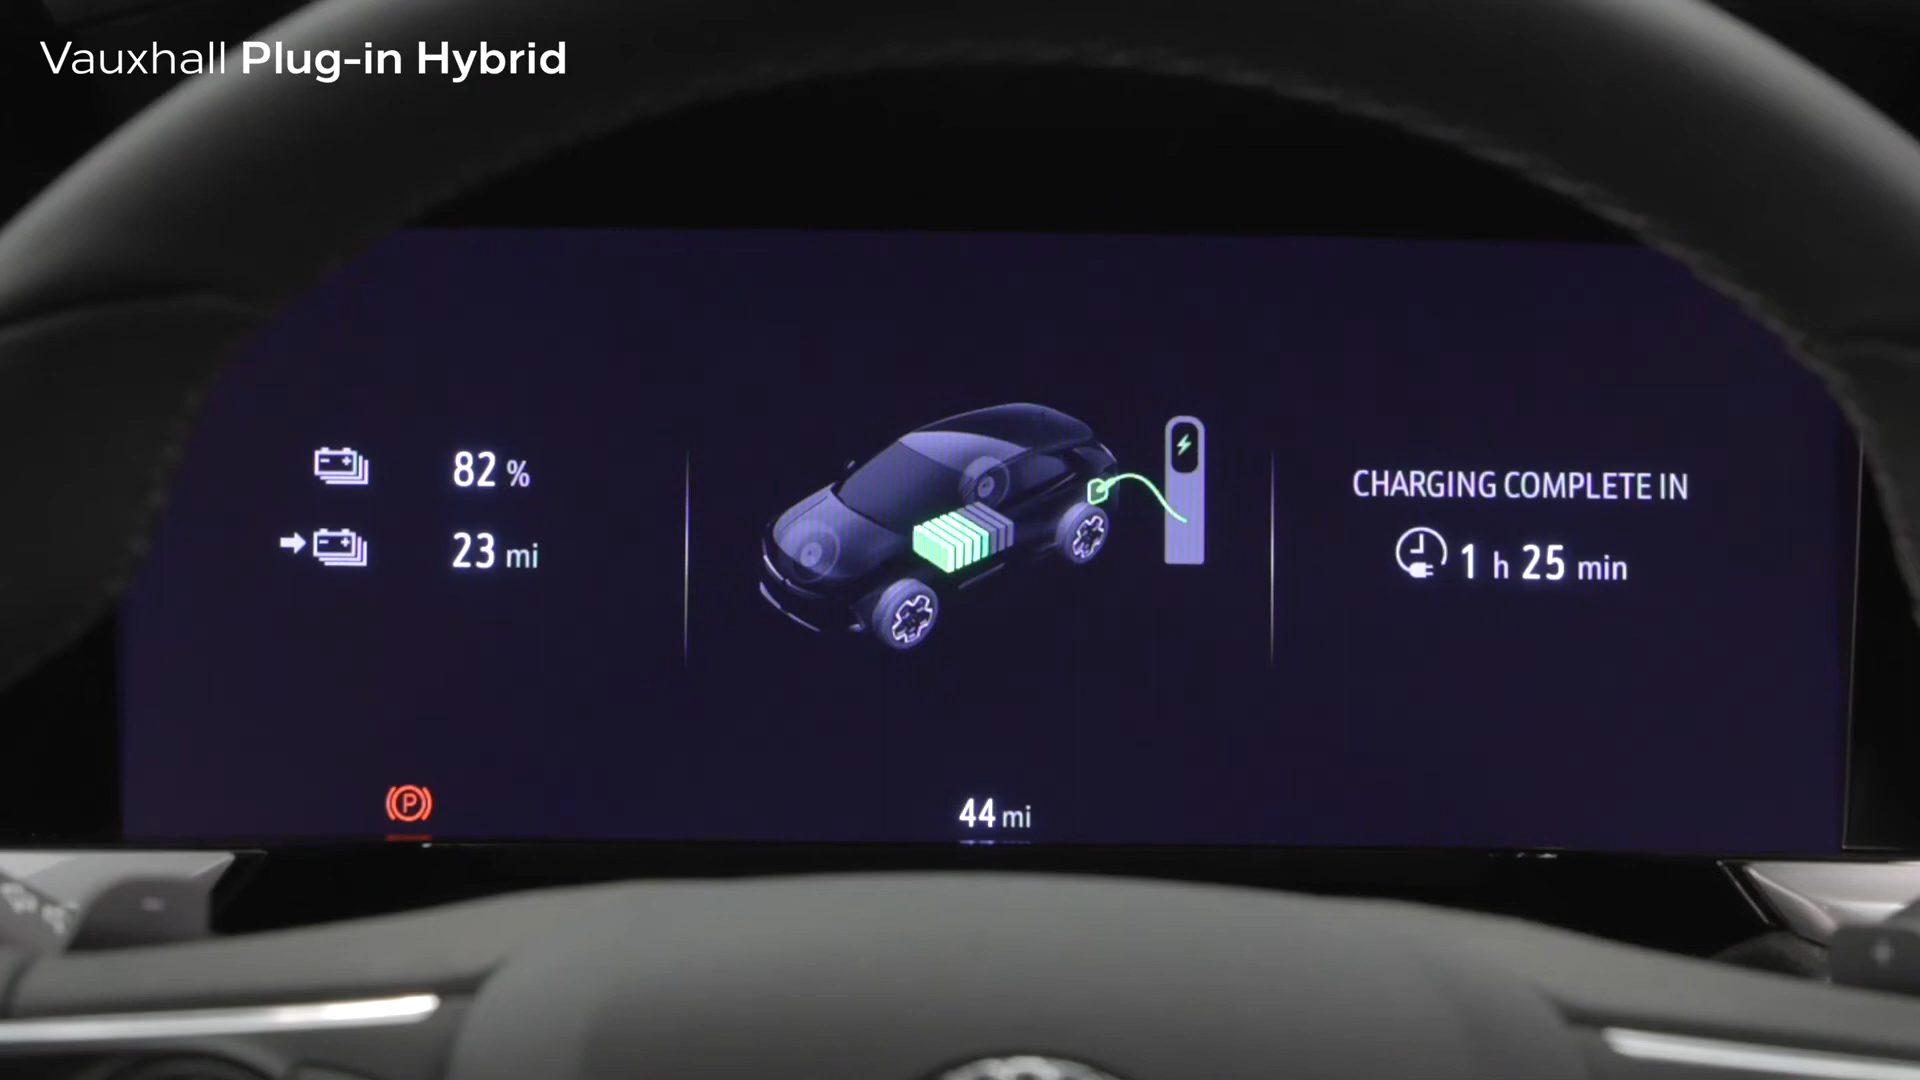 Vauxhall Plug-in Hybrid
82 %
23 mi
CHARGING COMPLETE IN
1 h 25 min
P
44 mi